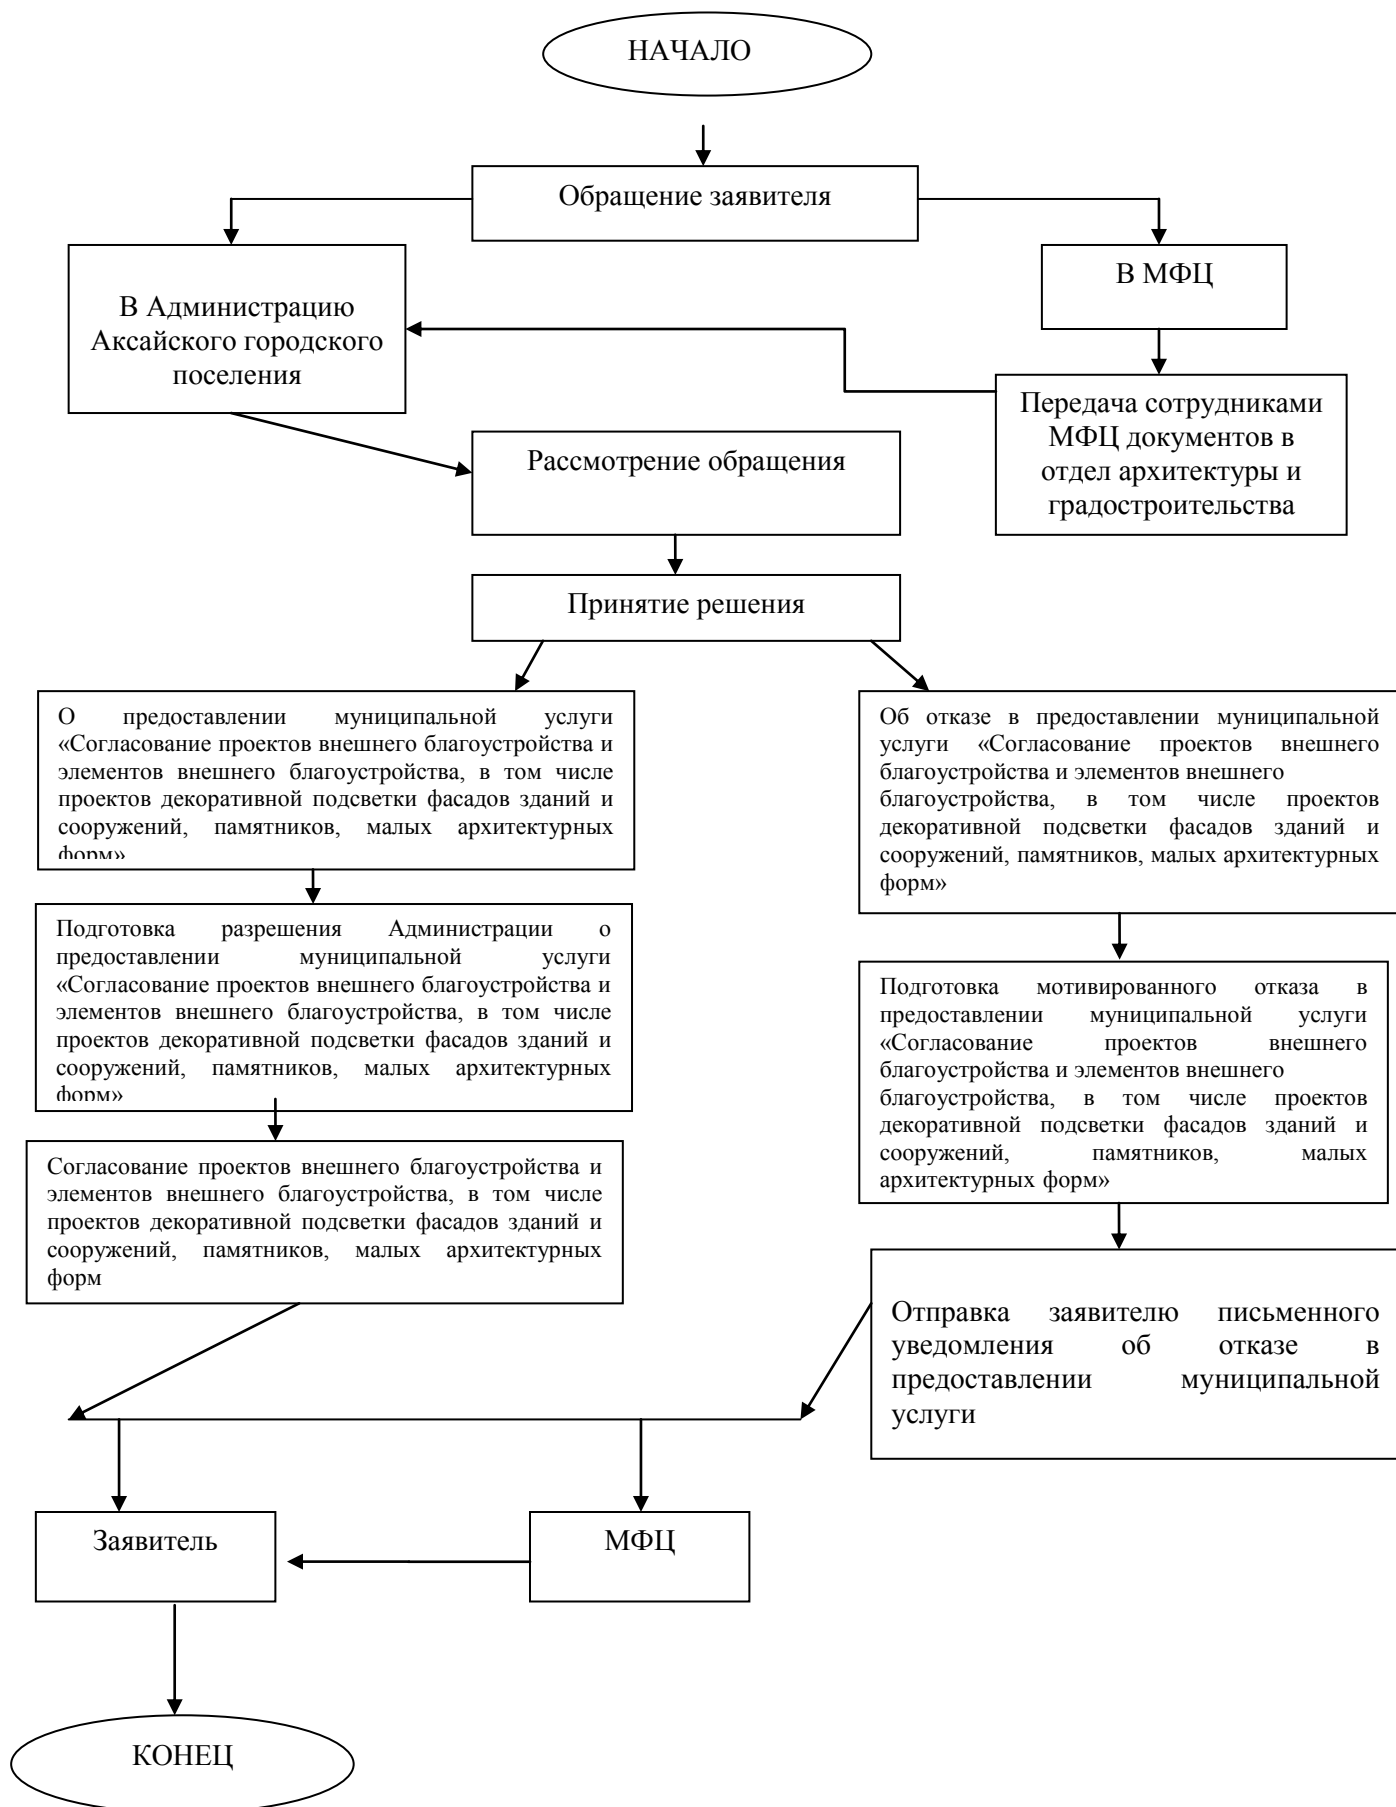 НАЧАЛО
Обращение заявителя
В Администрацию
Аксайского городского
поселения
В МФЦ
Передача сотрудниками
МФЦ документов в
отдел архитектуры и
градостроительства
Рассмотрение обращения
Принятие решения
О предоставлении муниципальной услуги
«Согласование проектов внешнего благоустройства и
элементов внешнего благоустройства, в том числе
проектов декоративной подсветки фасадов зданий и
сооружений, памятников, малых архитектурных
форм»
Об отказе в предоставлении муниципальной
услуги «Согласование проектов внешнего
благоустройства и элементов внешнего
благоустройства, в том числе проектов
декоративной подсветки фасадов зданий и
сооружений, памятников, малых архитектурных
форм»
Подготовка разрешения Администрации о
предоставлении муниципальной услуги
«Согласование проектов внешнего благоустройства и
элементов внешнего благоустройства, в том числе
проектов декоративной подсветки фасадов зданий и
сооружений, памятников, малых архитектурных
форм»
Подготовка мотивированного отказа в
предоставлении муниципальной услуги
«Согласование проектов внешнего
благоустройства и элементов внешнего
благоустройства, в том числе проектов
декоративной подсветки фасадов зданий и
сооружений, памятников, малых
архитектурных форм»
Согласование проектов внешнего благоустройства и
элементов внешнего благоустройства, в том числе
проектов декоративной подсветки фасадов зданий и
сооружений, памятников, малых архитектурных
форм
Отправка заявителю письменного
уведомления об отказе в
предоставлении муниципальной
услуги
Заявитель
МФЦ
КОНЕЦ